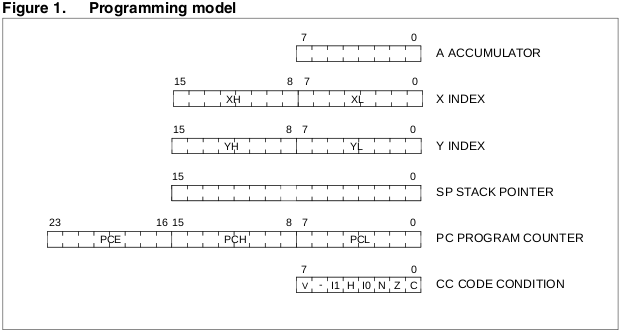 Figure 1. Programming model
7 0
A ACCUMULATOR
15 8 7 0
XH XL X INDEX
15 8 7 0
YH YL Y INDEX
15 0
SP STACK POINTER
23 16 15 8 7 0
PCE PCH PCL PC PROGRAM COUNTER
7 0
V - I1 H I0 N Z C CC CODE CONDITION